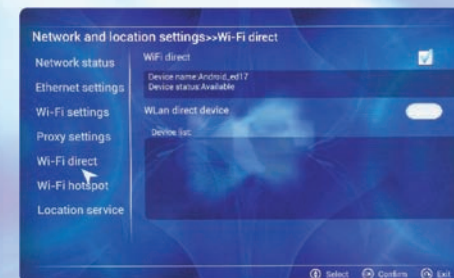 Network and location settings>>Wi-Fi direct
Network status
WiFi direct
Device name:Android_ed17
Device status:Available
Ethernet settings
Wi-Fi settings
WLan direct device
Proxy settings
Device list:
Wi-Fi direct
Wi-Fi hotspot
Location service
Select Confirm Exit